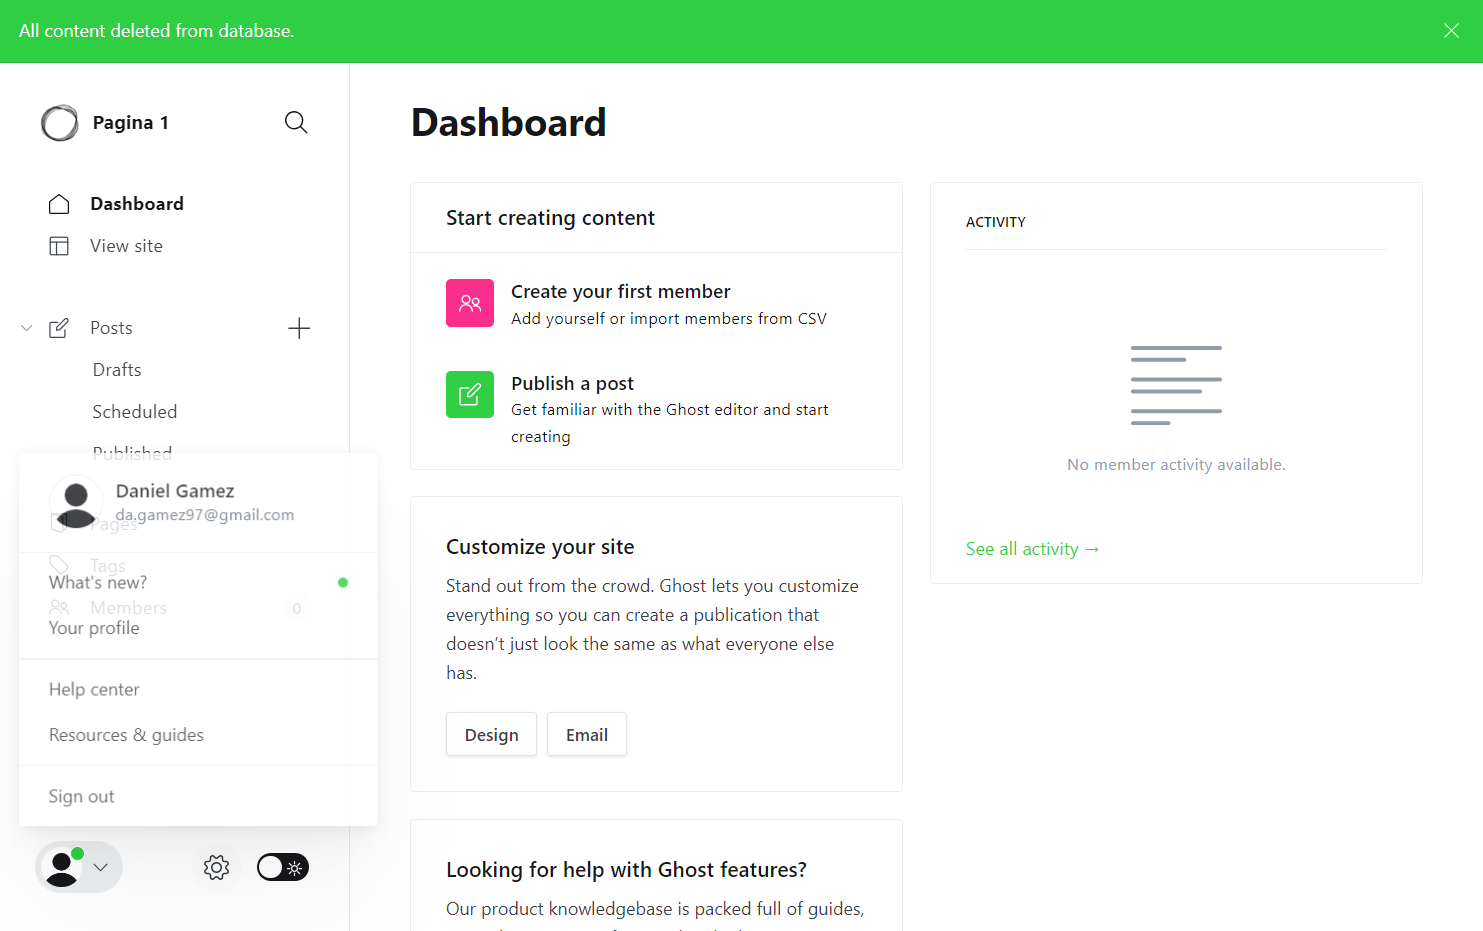 All content deleted from database.
Pagina 1
Dashboard
View site
Posts
Drafts
Scheduled
Published
Daniel Gamez
da.gamez97@gmail.com
Pages
Tags
What's new?
Members 0
Your profile
Help center
Resources & guides
Sign out
Dashboard
Start creating content
Create your first member
Add yourself or import members from CSV
Publish a post
Get familiar with the Ghost editor and start
creating
Customize your site
Stand out from the crowd. Ghost lets you customize
everything so you can create a publication that
doesn’t just look the same as what everyone else
has.
Design
Email
Looking for help with Ghost features?
Our product knowledgebase is packed full of guides,
ACTIVITY
No member activity available.
See all activity →